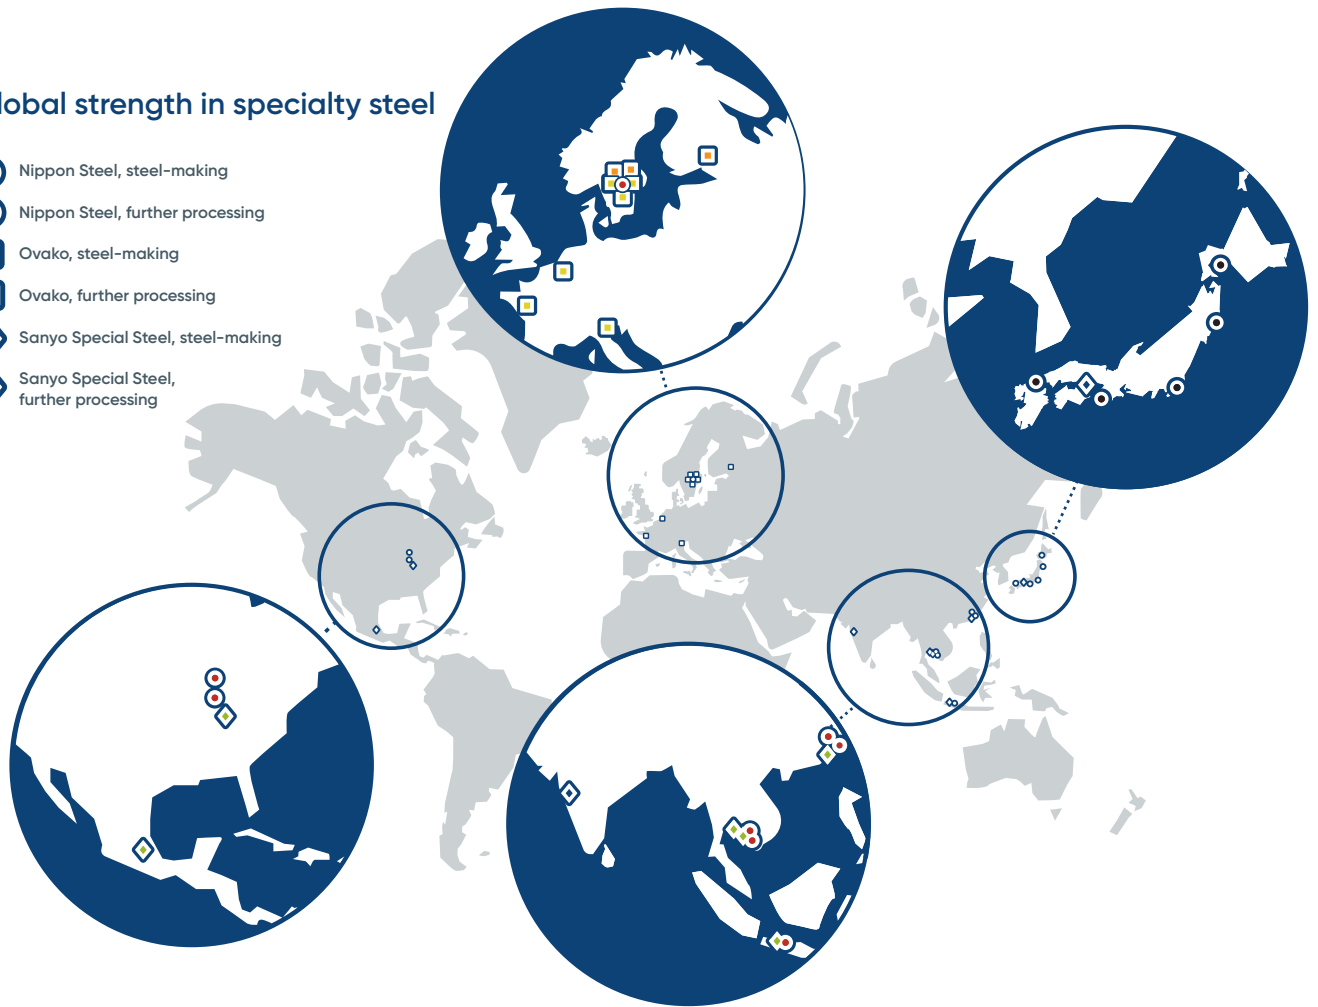 lobal strength in specialty steel
Nippon Steel, steel-making
Nippon Steel, further processing
Ovako, steel-making
Ovako, further processing
Sanyo Special Steel, steel-making
Sanyo Special Steel,
further processing